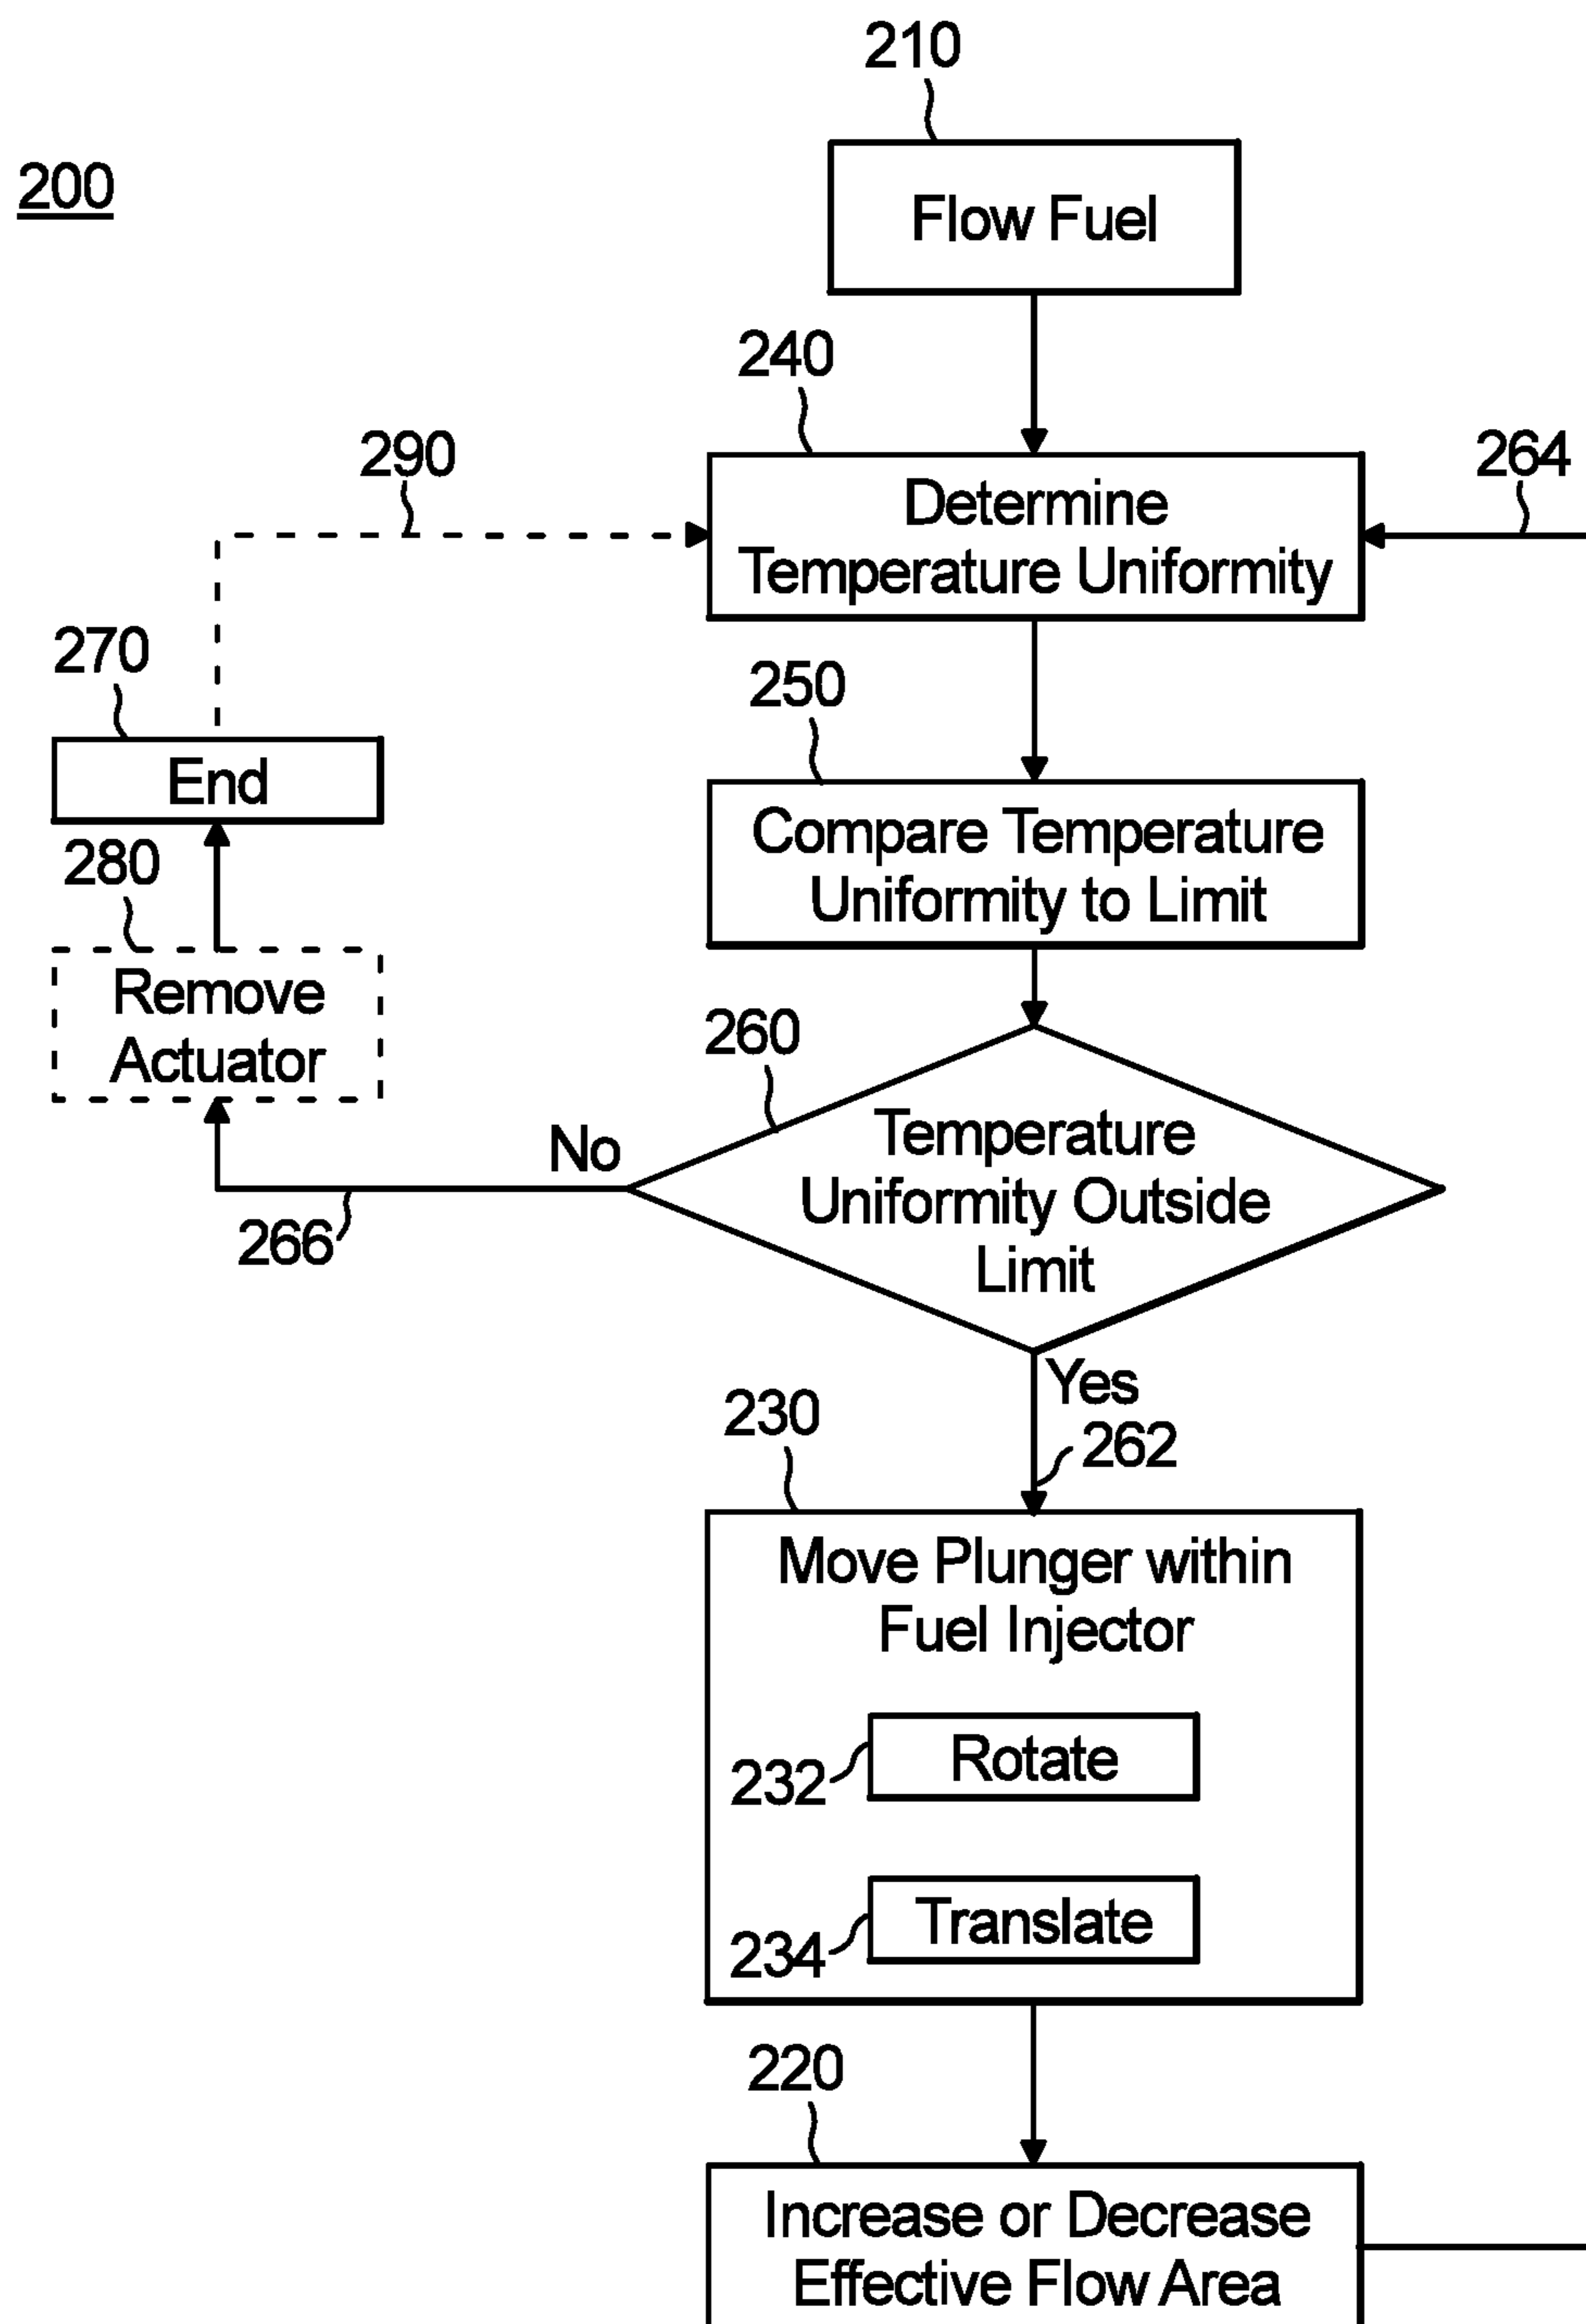 210
200
Flow Fuel
240
290
264
Determine
Temperature Uniformity
270
250
End
Compare Temperature
Uniformity to Limit
280
Remove
Actuator
260
No
Temperature
Uniformity Outside
Limit
266
Yes
262
230
Move Plunger within
Fuel Injector
232
Rotate
234
Translate
220
Increase or Decrease
Effective Flow Area